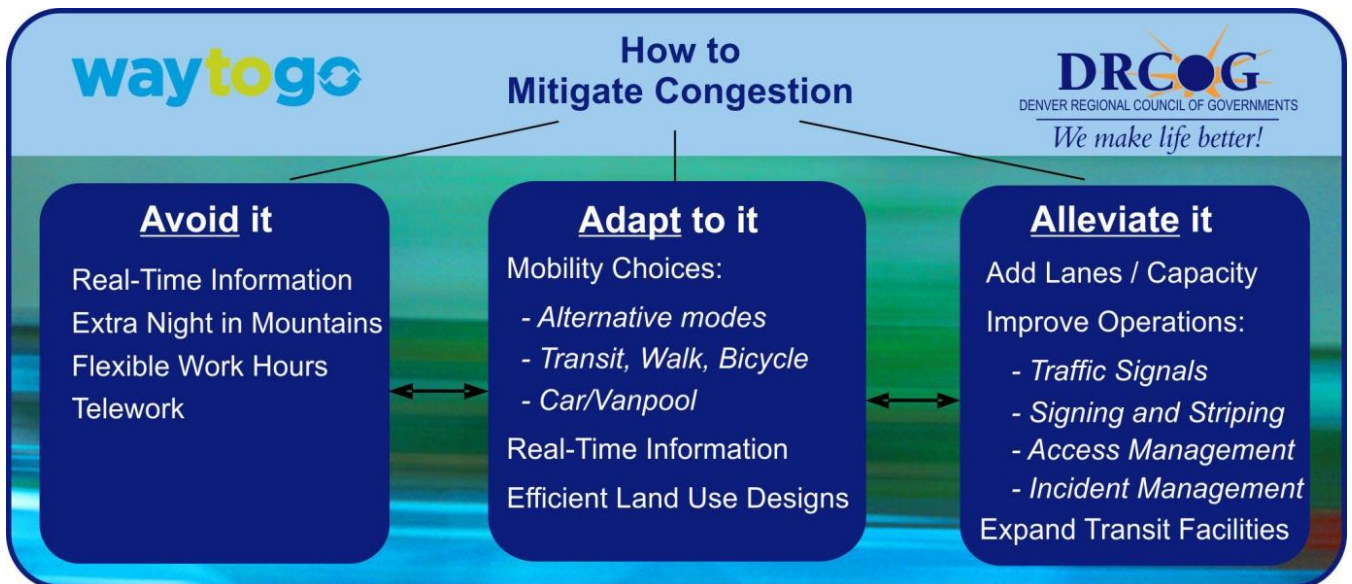 waytogo
How to
Mitigate Congestion
DRCOG
DENVER REGIONAL COUNCIL OF GOVERNMENTS
We make life better!
Avoid it
Real-Time Information
Extra Night in Mountains
Flexible Work Hours
Telework
Adapt to it
Mobility Choices:
- Alternative modes
- Transit, Walk, Bicycle
- Car/Vanpool
Real-Time Information
Efficient Land Use Designs
Alleviate it
Add Lanes / Capacity
Improve Operations:
- Traffic Signals
- Signing and Striping
- Access Management
- Incident Management
Expand Transit Facilities